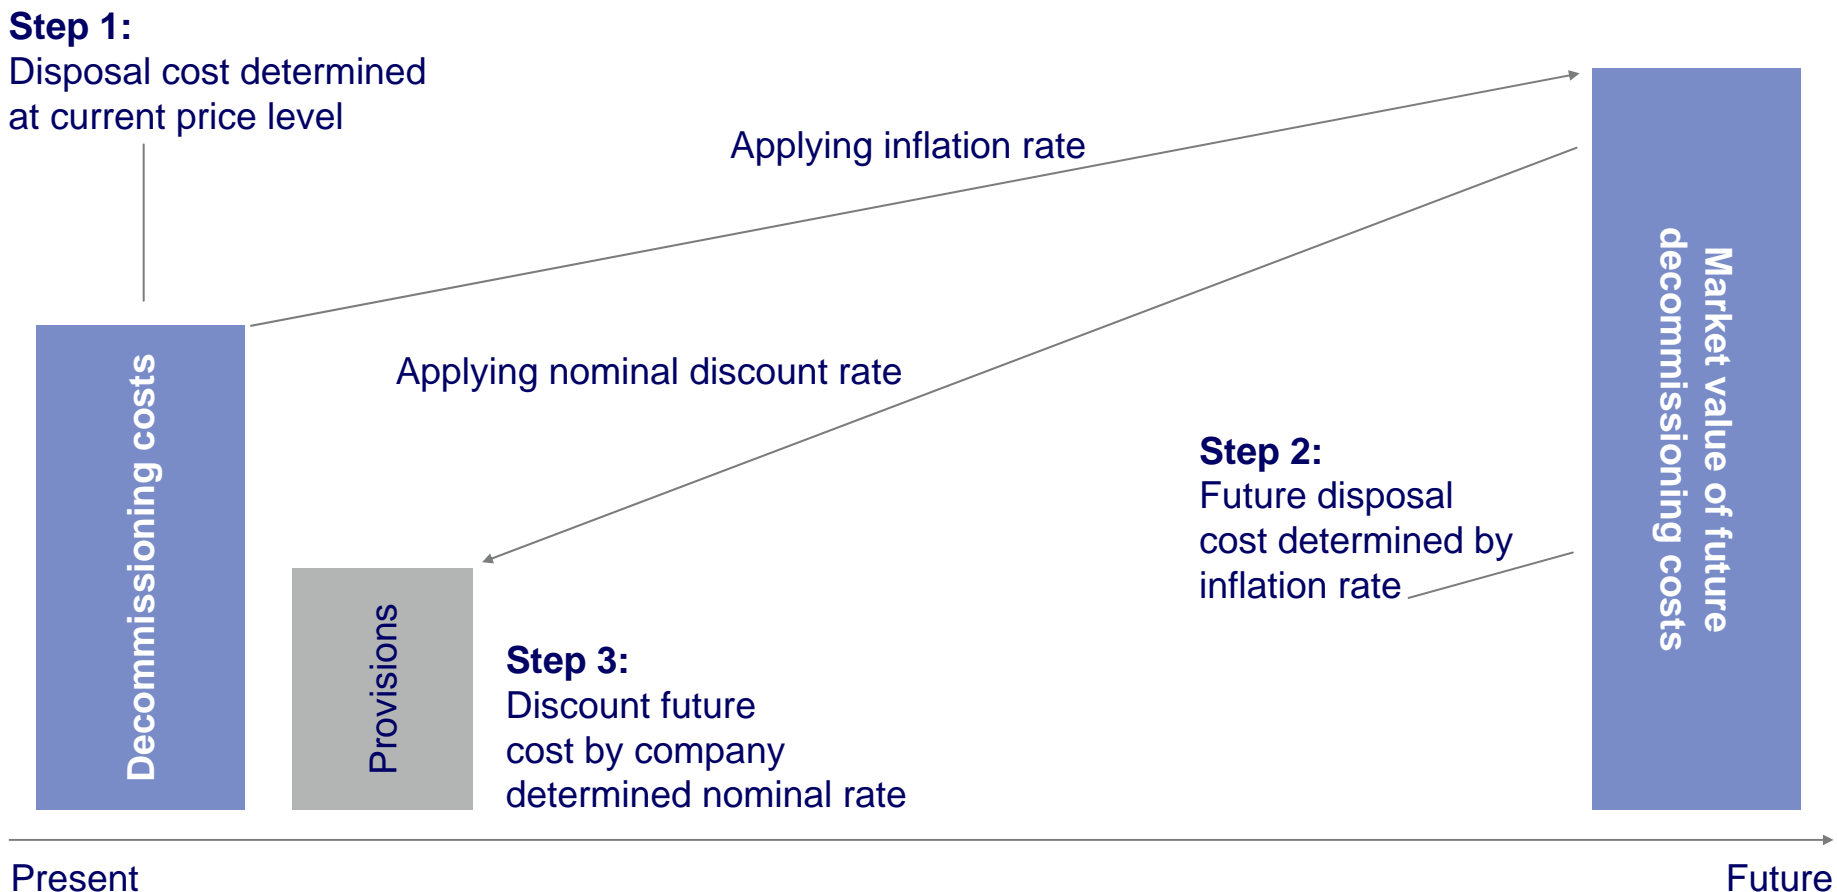 Step 1:
Disposal cost determined
at current price level
Applying inflation rate
Applying nominal discount rate
Decommissioning costs
Provisions
Step 3:
Discount future
cost by company
determined nominal rate
Step 2:
Future disposal
cost determined by
inflation rate
Market value of future
decommissioning costs
Present
Future